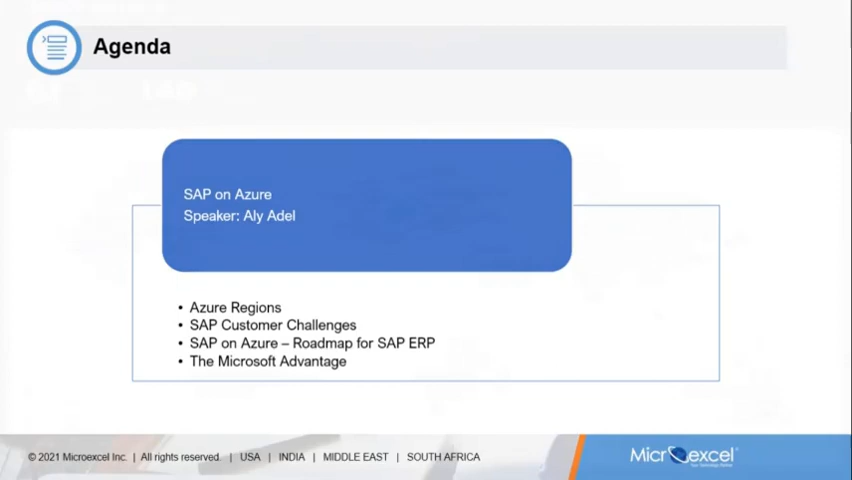 Agenda
SAP on Azure
Speaker: Aly Adel
• Azure Regions
• SAP Customer Challenges
• SAP on Azure – Roadmap for SAP ERP
• The Microsoft Advantage
© 2021 Microexcel Inc. | All rights reserved. | USA | INDIA | MIDDLE EAST | SOUTH AFRICA
Microexcel